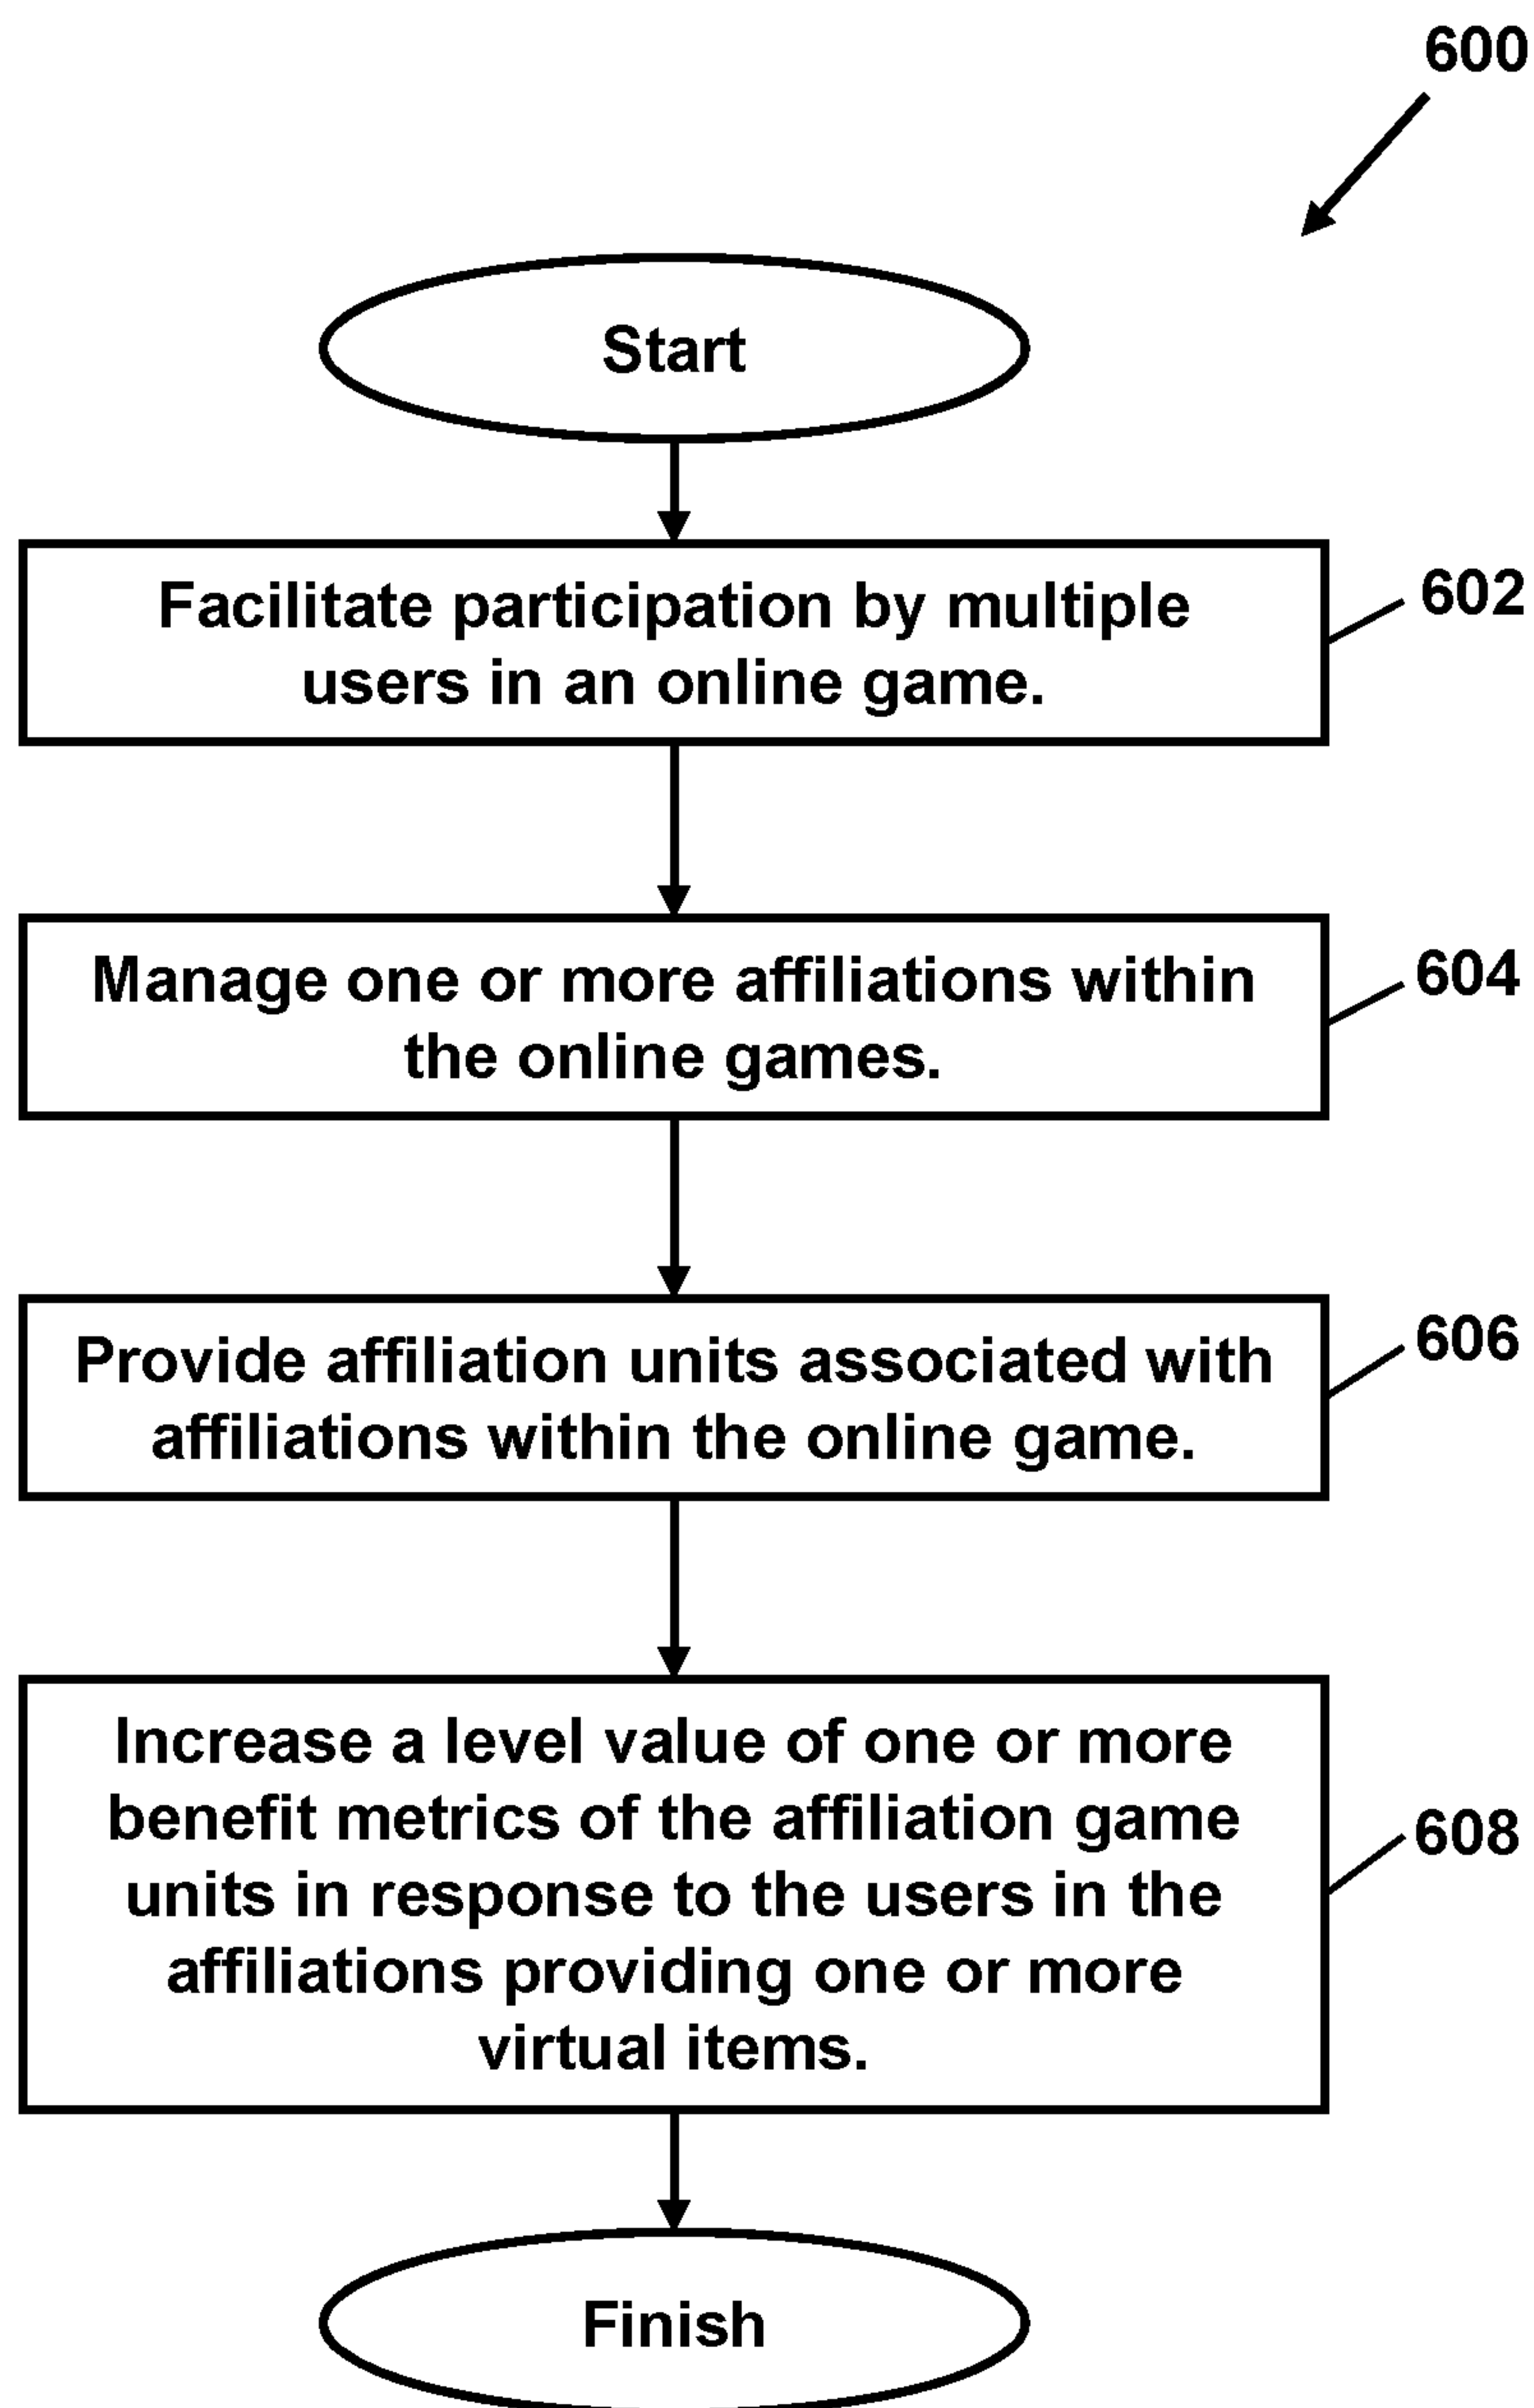 600
Start
Facilitate participation by multiple
users in an online game.
602
Manage one or more affiliations within
the online games.
604
Provide affiliation units associated with
affiliations within the online game.
606
Increase a level value of one or more
benefit metrics of the affiliation game
units in response to the users in the
affiliations providing one or more
virtual items.
608
Finish